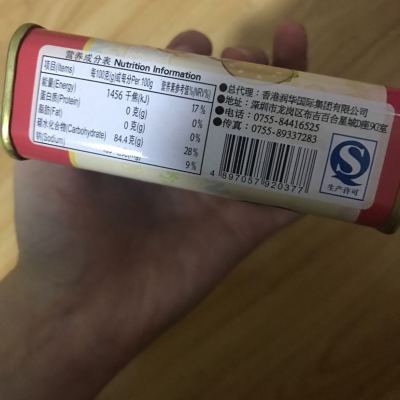 营养成分表 Nutrition Information
项目(Items) 每100克(g)或每分Per 100g 营养素参考值%(NRV%)
能量(Energy) 1456 千焦(kJ) 17%
蛋白质(Protein) 0 克(g) 0%
脂肪(Fat) 0 克(g) 0%
碳水化合物(Carbohydrate) 84.4 克(g) 28%
钠(Sodium) 9%
●总代理：香港润华国际集团有限公司
●地址：深圳市龙岗区布吉百合星城D座902室
●电话：0755-84416525
●传真：0755-89337283
4 897057 920377
QS
生产许可